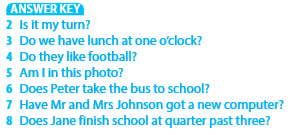 ANSWER KEY
2 Is it my turn?
3 Do we have lunch at one o'clock?
4 Do they like football?
5 Am I in this photo?
6 Does Peter take the bus to school?
7 Have Mr and Mrs Johnson got a new computer?
8 Does Jane finish school at quarter past three?